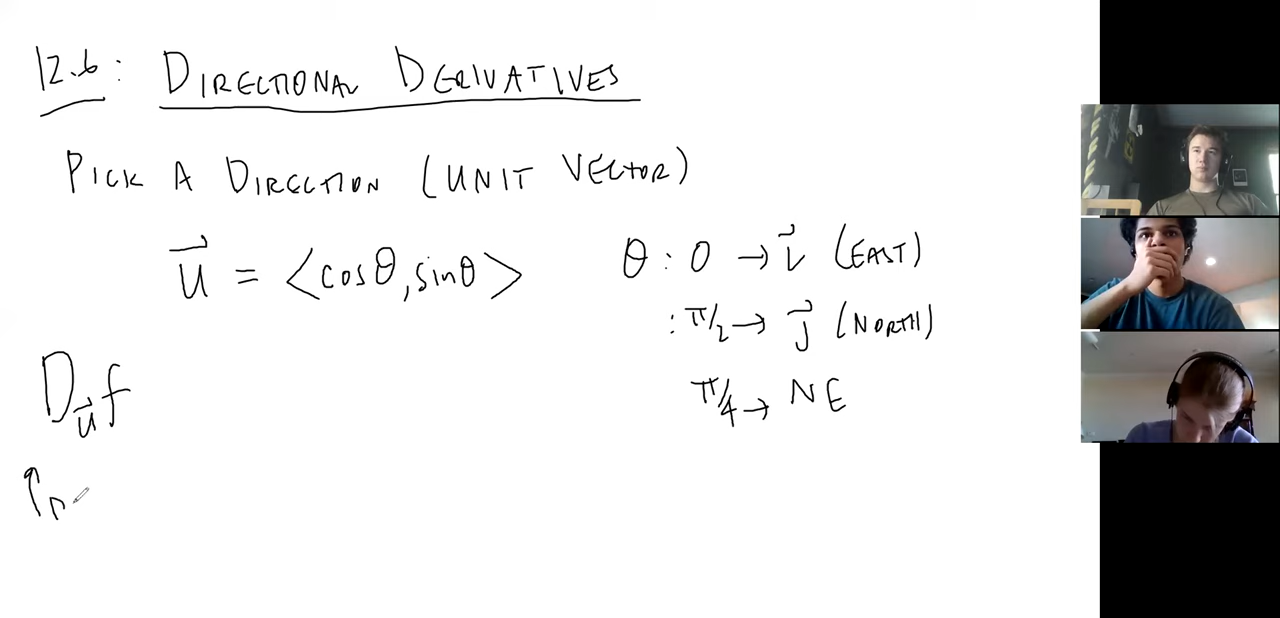 12.6: DIRECTIONAL DERIVATIVES
PICK A DIRECTION (UNIT VECTOR)
u⃗ = <cosθ, sinθ>
θ: 0 → i⃗ (EAST)
: π/2 → j⃗ (NORTH)
π/4 → NE
D_u⃗ f
↑